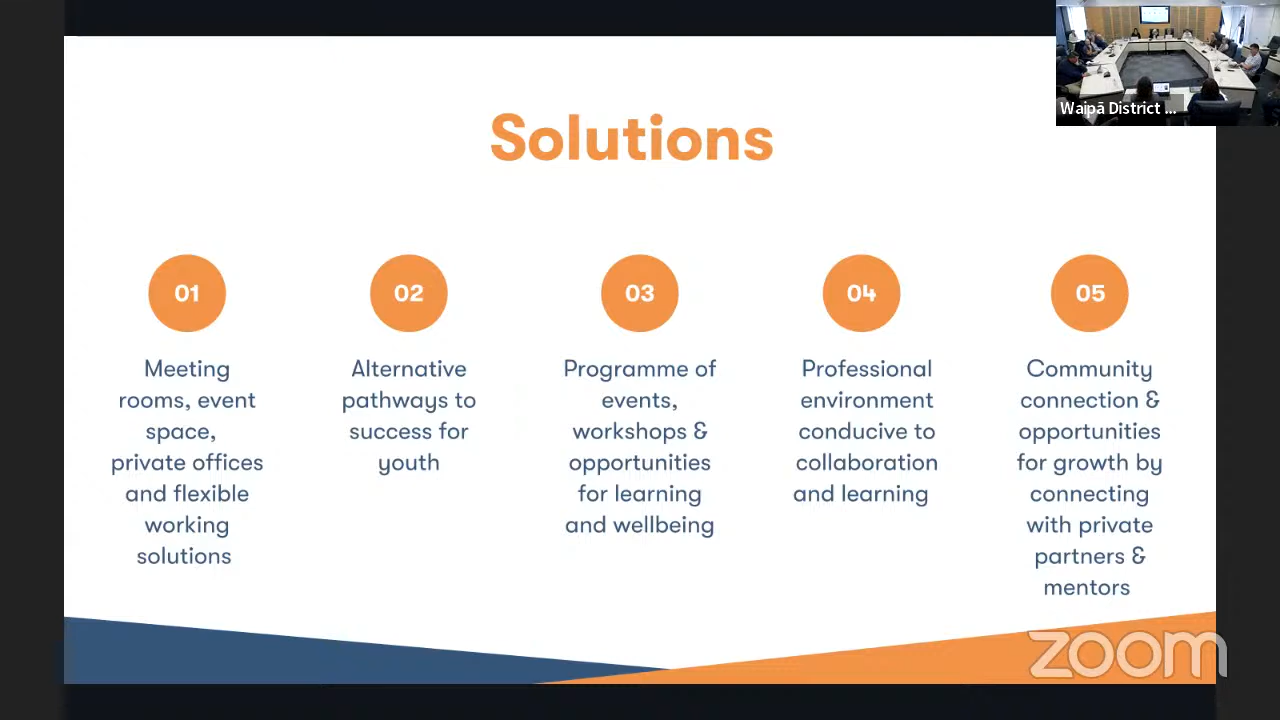 Waipā District ...
Solutions
01
Meeting
rooms, event
space,
private offices
and flexible
working
solutions
02
Alternative
pathways to
success for
youth
03
Programme of
events,
workshops &
opportunities
for learning
and wellbeing
04
Professional
environment
conducive to
collaboration
and learning
05
Community
connection &
opportunities
for growth by
connecting
with private
partners &
mentors
zoom